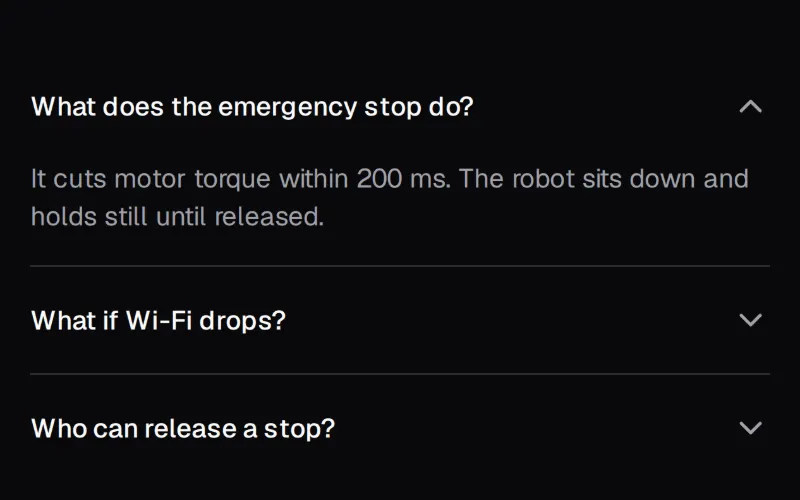 What does the emergency stop do?
It cuts motor torque within 200 ms. The robot sits down and
holds still until released.
What if Wi-Fi drops?
Who can release a stop?